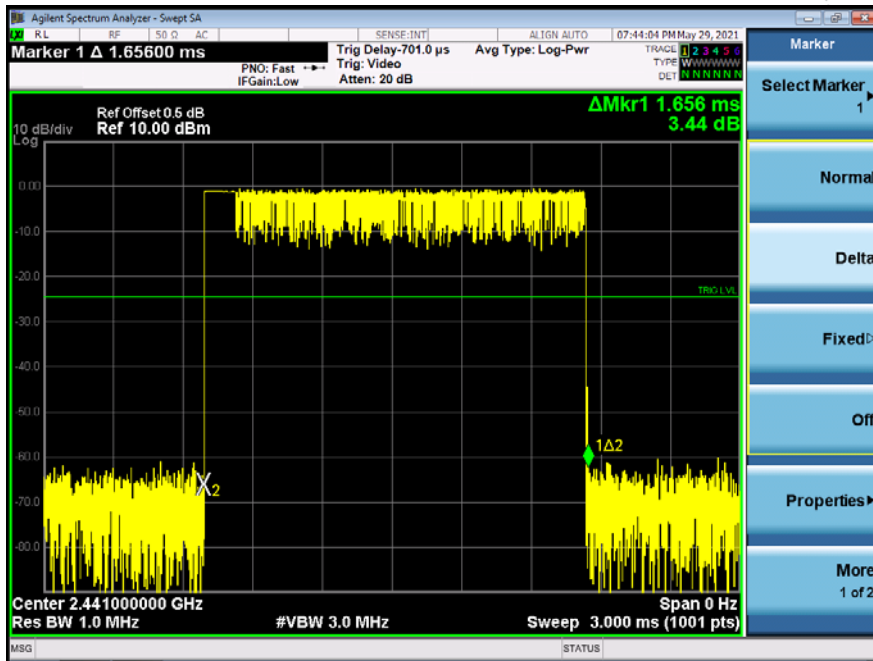 Agilent Spectrum Analyzer - Swept SA
LXI RL RF 50 Ω AC SENSE:INT ALIGN AUTO 07:44:04 PM May 29, 2021
Marker 1 Δ 1.65600 ms
PNO: Fast
IFGain:Low
Trig Delay-701.0 µs
Trig: Video
Atten: 20 dB
Avg Type: Log-Pwr
TRACE 1 2 3 4 5 6
TYPE WWWWWW
DET N N N N N N
ΔMkr1 1.656 ms
3.44 dB
Ref Offset 0.5 dB
10 dB/div Ref 10.00 dBm
Log
0.00
-10.0
-20.0
TRIG LVL
-30.0
-40.0
-50.0
-60.0
1Δ2
X2
-70.0
-80.0
Center 2.441000000 GHz Span 0 Hz
Res BW 1.0 MHz #VBW 3.0 MHz Sweep 3.000 ms (1001 pts)
MSG STATUS
Marker
Select Marker
1
Normal
Delta
Fixed
Off
Properties
More
1 of 2